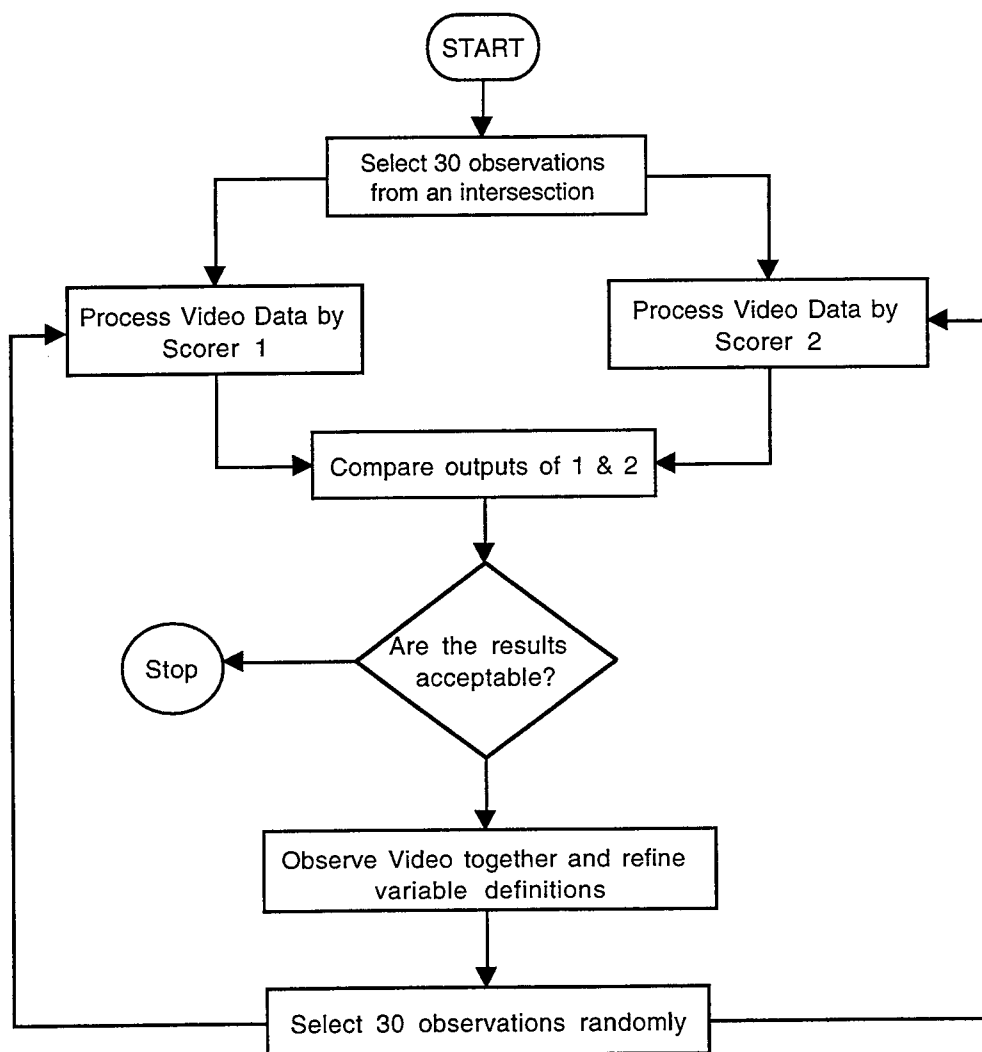 START
Select 30 observations
from an intersesction
Process Video Data by
Scorer 1
Process Video Data by
Scorer 2
Compare outputs of 1 & 2
Are the results
acceptable?
Stop
Observe Video together and refine
variable definitions
Select 30 observations randomly